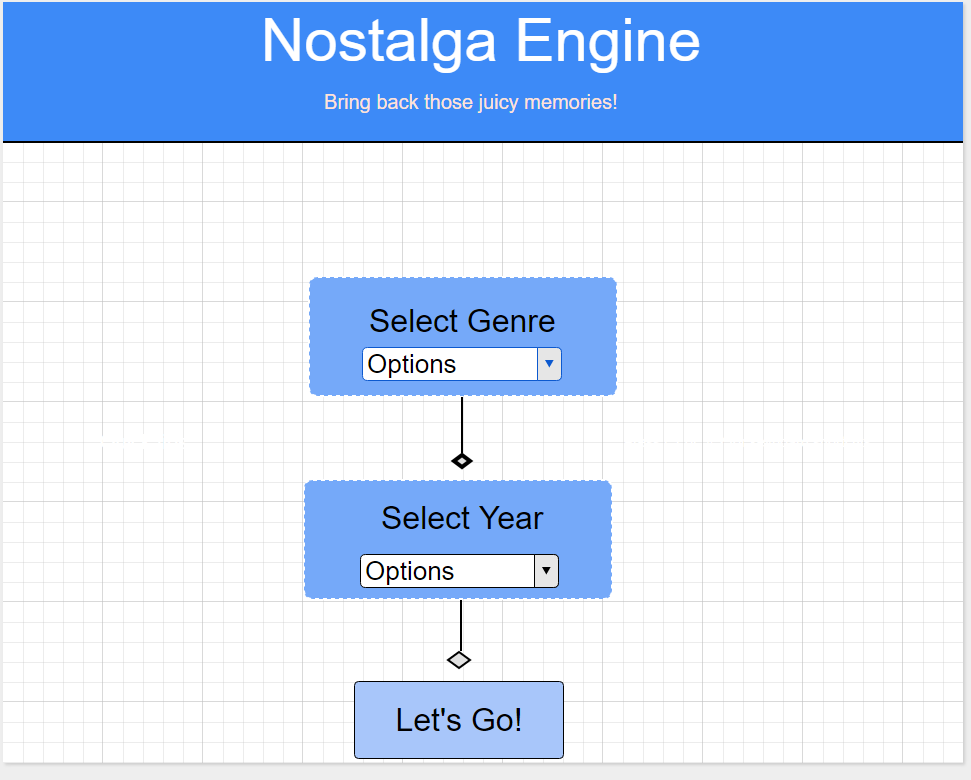 Nostalga Engine
Bring back those juicy memories!
Select Genre
Options
Select Year
Options
Let's Go!